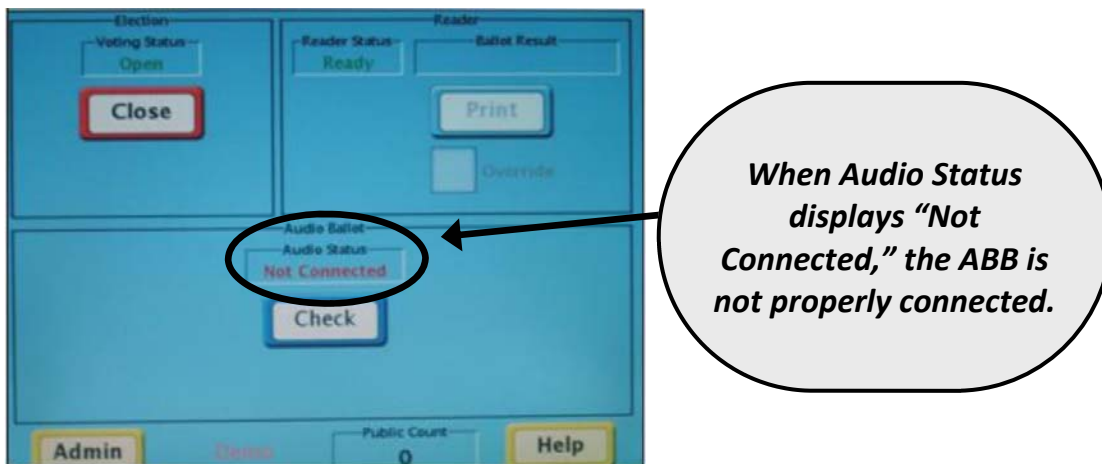 Election
Reader
Voting Status
Open
Reader Status
Ready
Ballot Result
Close
Print
Override
Audio Ballot
Audio Status
Not Connected
Check
When Audio Status
displays “Not
Connected,” the ABB is
not properly connected.
Admin
Demo
Public Count
0
Help